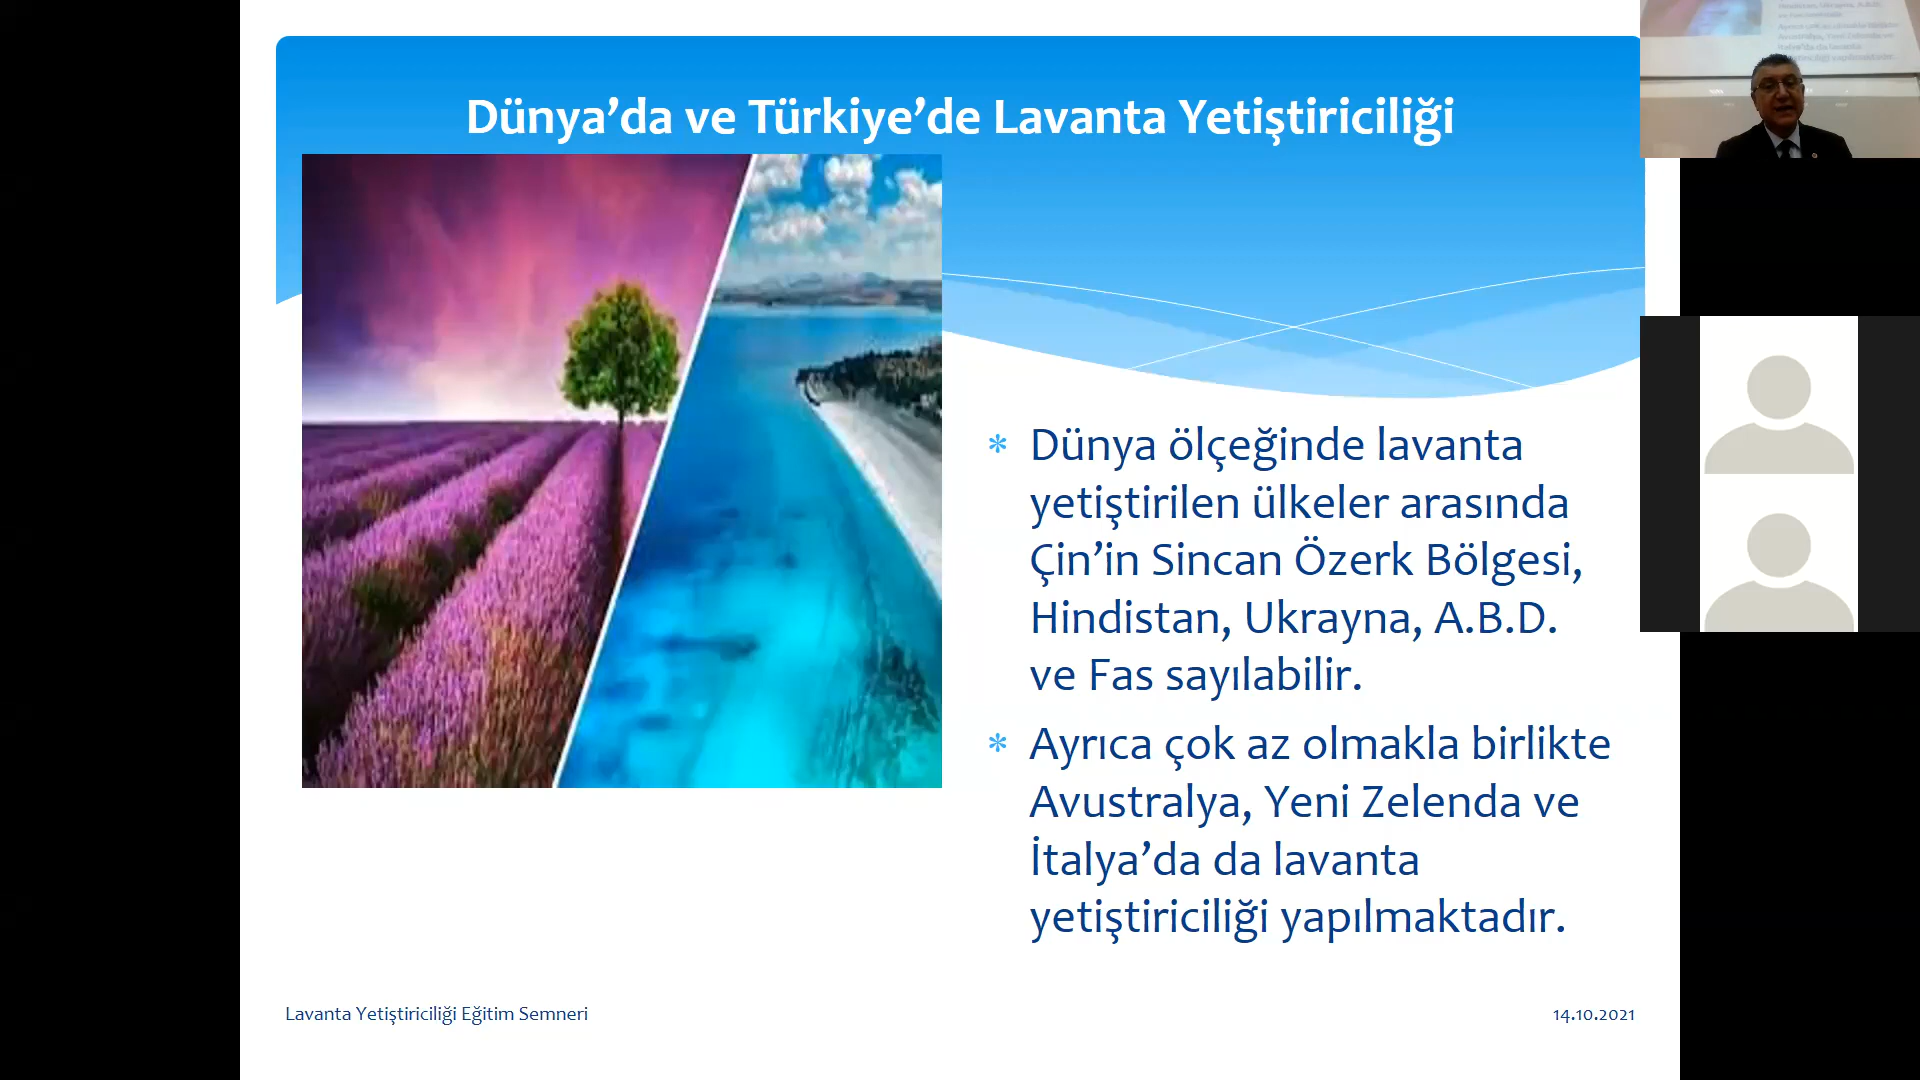 Dünya’da ve Türkiye’de Lavanta Yetiştiriciliği
* Dünya ölçeğinde lavanta
yetiştirilen ülkeler arasında
Çin’in Sincan Özerk Bölgesi,
Hindistan, Ukrayna, A.B.D.
ve Fas sayılabilir.
* Ayrıca çok az olmakla birlikte
Avustralya, Yeni Zelenda ve
İtalya’da da lavanta
yetiştiriciliği yapılmaktadır.
Lavanta Yetiştiriciliği Eğitim Semneri
14.10.2021